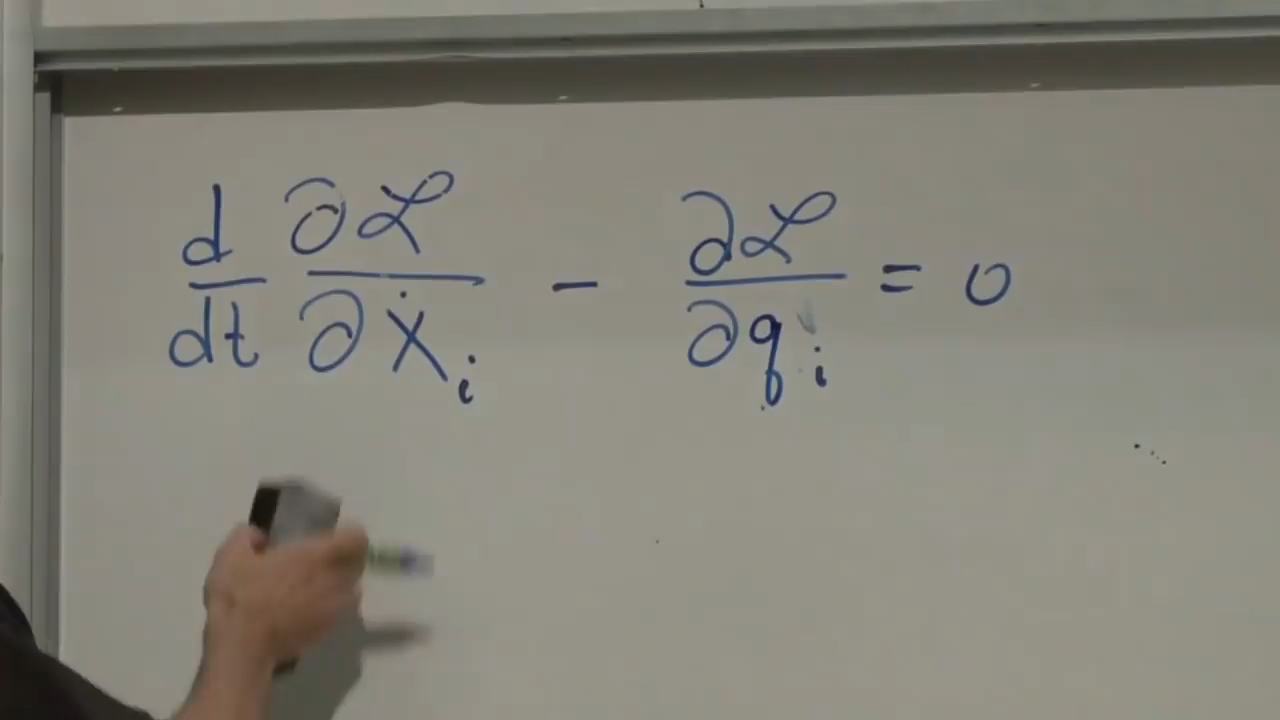 d/dt ∂ℒ/∂ẋᵢ − ∂ℒ/∂qᵢ = 0